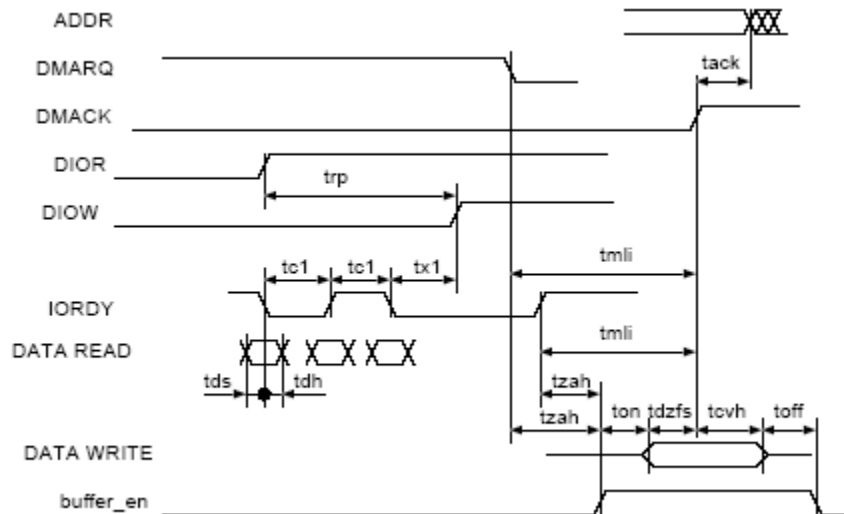 ADDR
DMARQ
tack
DMACK
DIOR
trp
DIOW
tmli
tc1 tc1 tx1
IORDY
tmli
DATA READ
tds tdh
tzah
tzah ton tdzfs tcvh toff
DATA WRITE
buffer_en